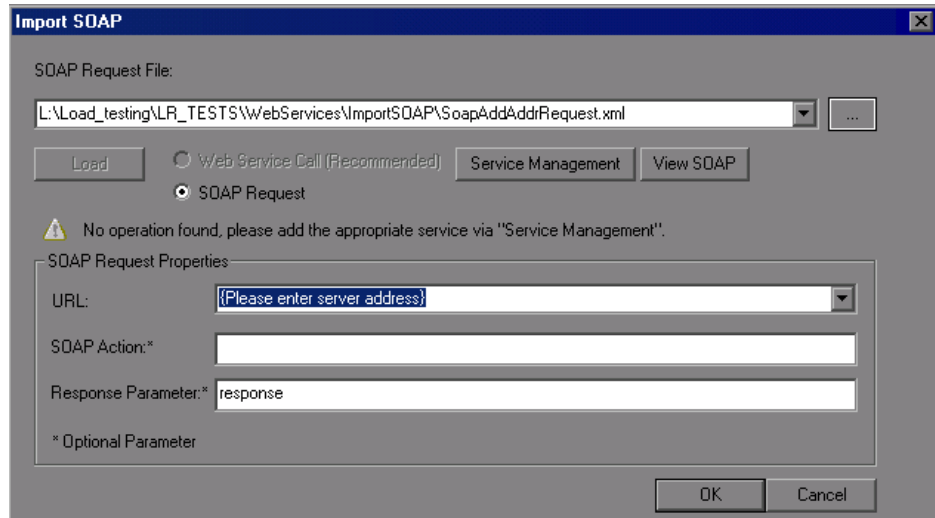 Import SOAP
SOAP Request File:
L:\Load_testing\LR_TESTS\WebServices\ImportSOAP\SoapAddAddrRequest.xml
...
Load
Web Service Call (Recommended)
Service Management
View SOAP
SOAP Request
No operation found, please add the appropriate service via "Service Management".
SOAP Request Properties
URL:
{Please enter server address}
SOAP Action:*
Response Parameter:*
response
* Optional Parameter
OK
Cancel